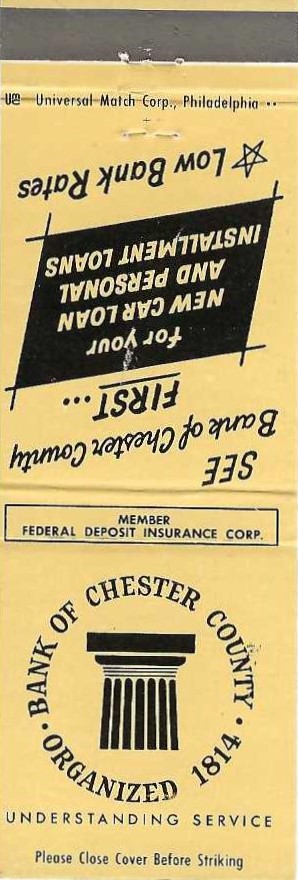 UM Universal Match Corp., Philadelphia
SEE
Bank of Chester County
FIRST...
for your
NEW CAR LOAN
AND PERSONAL
INSTALLMENT LOANS
Low Bank Rates
MEMBER
FEDERAL DEPOSIT INSURANCE CORP.
BANK OF CHESTER COUNTY · ORGANIZED 1814 ·
UNDERSTANDING SERVICE
Please Close Cover Before Striking